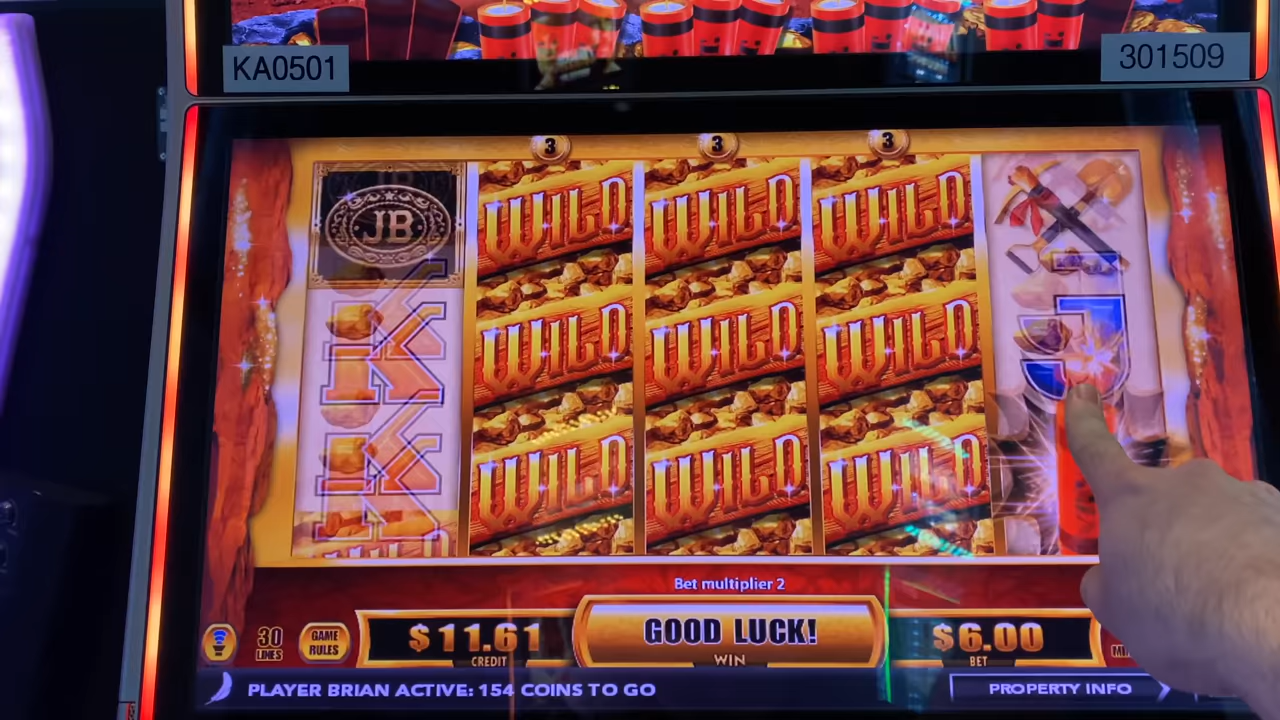 KA0501
301509
3 3 3
JB WILD WILD WILD
WILD WILD WILD J
WILD WILD WILD
WILD
Bet multiplier 2
30 LINES
GAME RULES
$11.61
CREDIT
GOOD LUCK!
WIN
$6.00
BET
PLAYER BRIAN ACTIVE: 154 COINS TO GO
PROPERTY INFO